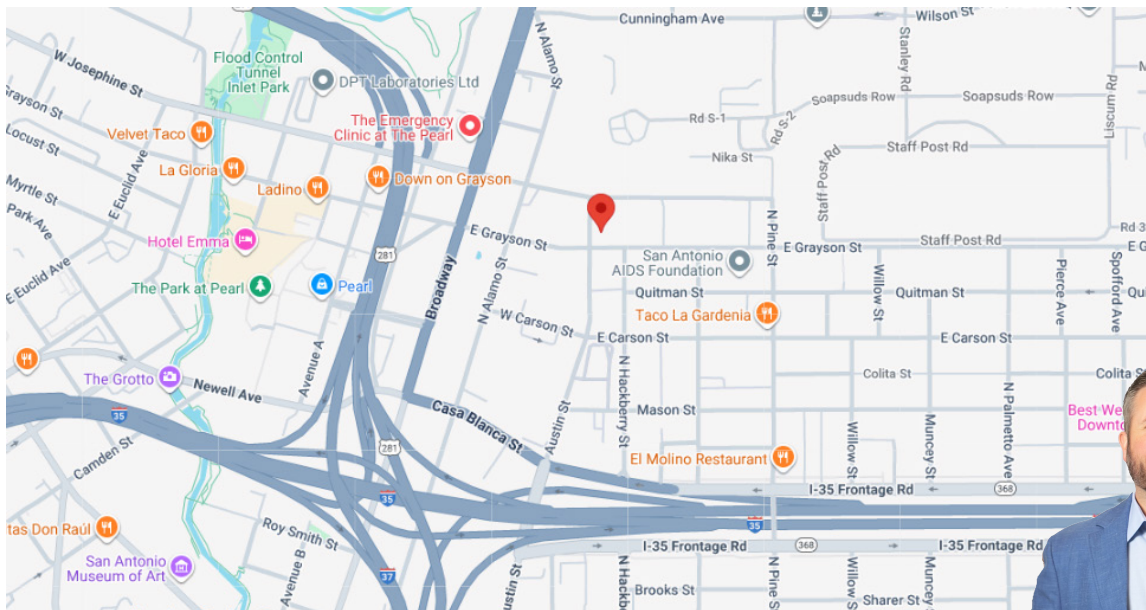 Cunningham Ave
Wilson St
N Alamo St
Stanley Rd
W Josephine St
Flood Control
Tunnel
Inlet Park
DPT Laboratories Ltd
Soapsuds Row
Liscum Rd
Grayson St
Velvet Taco
The Emergency
Clinic at The Pearl
Rd S-1
Rd S-2
Staff Post Rd
Locust St
La Gloria
Ladino
Down on Grayson
Nika St
E Euclid Ave
Myrtle St
Park Ave
Staff Post Rd
N Pine St
Hotel Emma
E Grayson St
E Grayson St
Staff Post Rd
Rd 3
E G
281
San Antonio
AIDS Foundation
E Euclid Ave
The Park at Pearl
Pearl
Broadway
N Alamo St
Quitman St
Willow St
Quitman St
Pierce Ave
Spofford Ave
Qui
Taco La Gardenia
W Carson St
E Carson St
Avenue A
The Grotto
Newell Ave
N Hackberry St
Colita St
Colita S
35
Casa Blanca St
Austin St
Mason St
N Palmetto Ave
Best We
Downto
Camden St
281
Willow St
Muncey St
El Molino Restaurant
35
I-35 Frontage Rd
368
tas Don Raúl
Roy Smith St
35
San Antonio
Museum of Art
Avenue B
I-35 Frontage Rd
368
I-35 Frontage Rd
37
Austin St
N Hackb
Brooks St
N Pine S
Willow S
Muncey
Sharer St